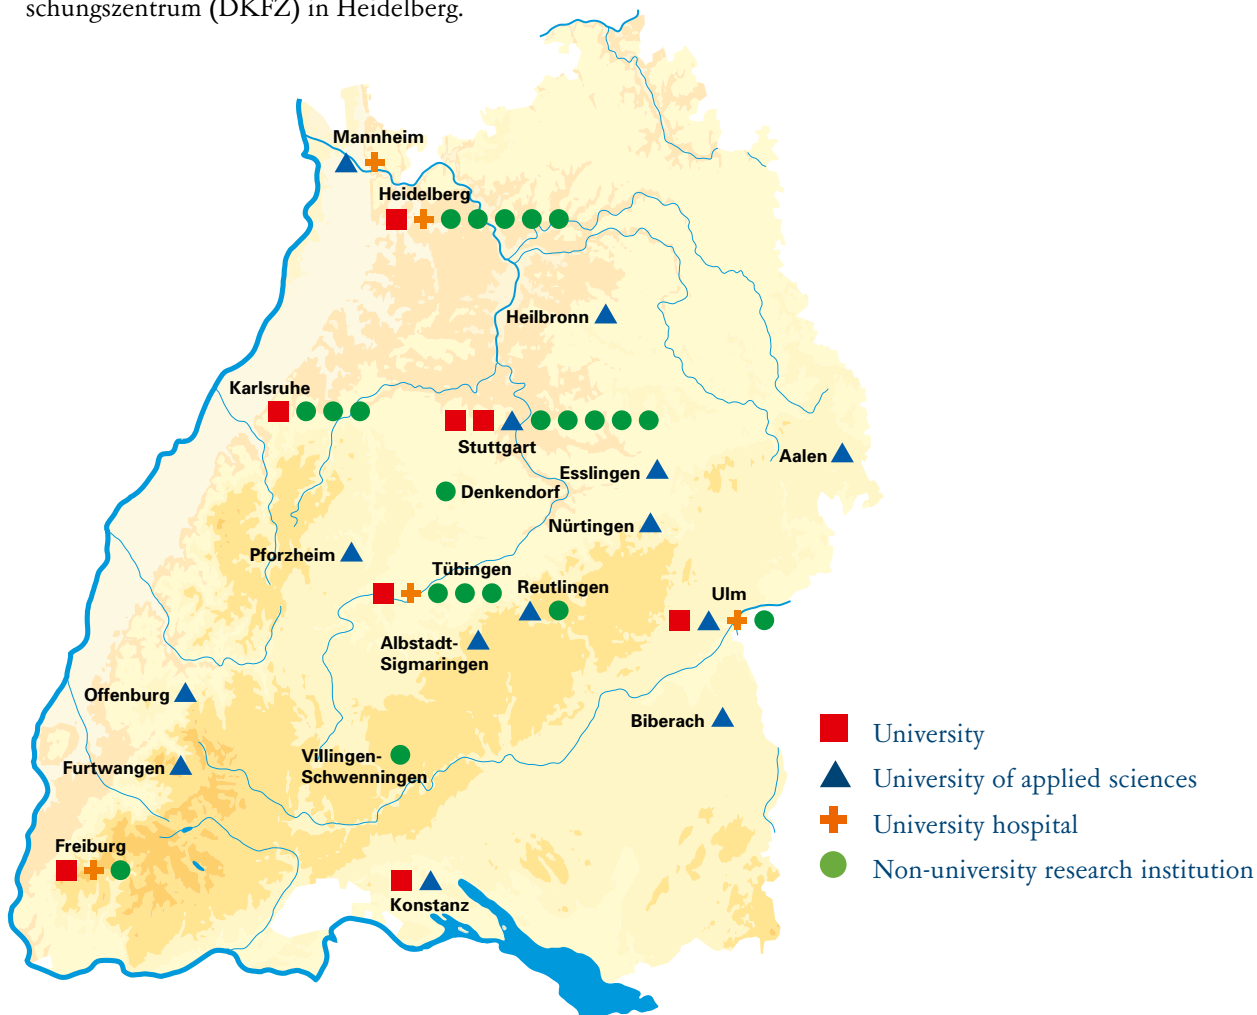 schungszentrum (DKFZ) in Heidelberg.
Mannheim
Heidelberg
Heilbronn
Karlsruhe
Stuttgart
Aalen
Esslingen
Denkendorf
Nürtingen
Pforzheim
Tübingen
Reutlingen
Ulm
Albstadt-
Sigmaringen
Offenburg
Biberach
Villingen-
Schwenningen
Furtwangen
Freiburg
Konstanz
University
University of applied sciences
University hospital
Non-university research institution